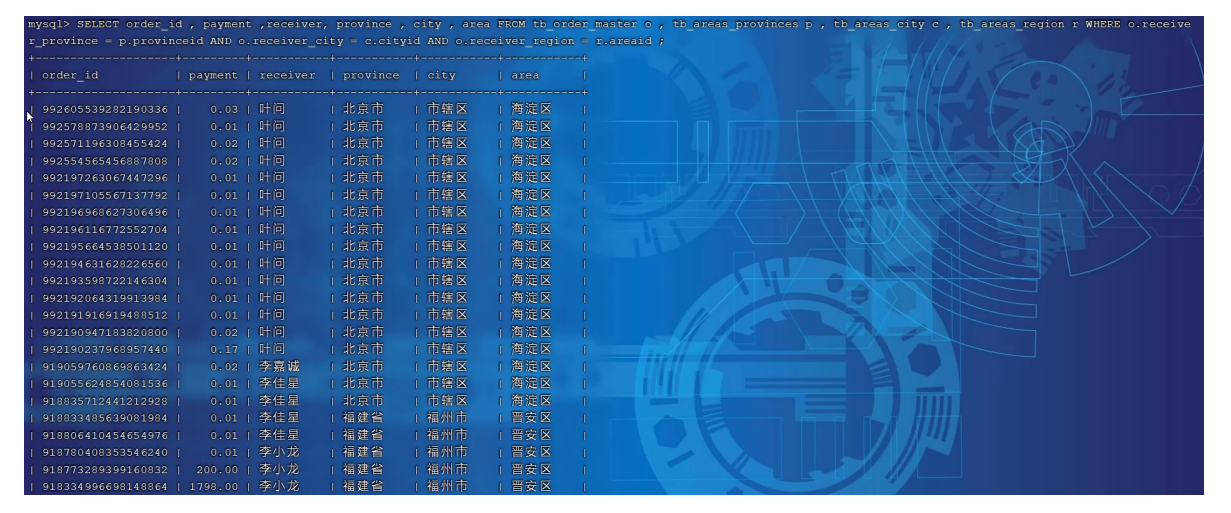 mysql> SELECT order_id , payment ,receiver, province , city , area FROM tb_order_master o , tb_areas_provinces p , tb_areas_city c , tb_areas_region r WHERE o.receive
r_province = p.provinceid AND o.receiver_city = c.cityid AND o.receiver_region = r.areaid ;
+--------------------+---------+----------+----------+----------+----------+
| order_id | payment | receiver | province | city | area |
+--------------------+---------+----------+----------+----------+----------+
| 992605539282190336 | 0.03 | 叶问 | 北京市 | 市辖区 | 海淀区 |
| 992578873906429952 | 0.01 | 叶问 | 北京市 | 市辖区 | 海淀区 |
| 992571196308455424 | 0.02 | 叶问 | 北京市 | 市辖区 | 海淀区 |
| 992554565456887808 | 0.02 | 叶问 | 北京市 | 市辖区 | 海淀区 |
| 992197263067447296 | 0.01 | 叶问 | 北京市 | 市辖区 | 海淀区 |
| 992197105567137792 | 0.01 | 叶问 | 北京市 | 市辖区 | 海淀区 |
| 992196968627306496 | 0.01 | 叶问 | 北京市 | 市辖区 | 海淀区 |
| 992196116772552704 | 0.01 | 叶问 | 北京市 | 市辖区 | 海淀区 |
| 992195664538501120 | 0.01 | 叶问 | 北京市 | 市辖区 | 海淀区 |
| 992194631628226560 | 0.01 | 叶问 | 北京市 | 市辖区 | 海淀区 |
| 992193598722146304 | 0.01 | 叶问 | 北京市 | 市辖区 | 海淀区 |
| 992192064319913984 | 0.01 | 叶问 | 北京市 | 市辖区 | 海淀区 |
| 992191916919488512 | 0.01 | 叶问 | 北京市 | 市辖区 | 海淀区 |
| 992190947183820800 | 0.02 | 叶问 | 北京市 | 市辖区 | 海淀区 |
| 992190237968957440 | 0.17 | 叶问 | 北京市 | 市辖区 | 海淀区 |
| 919059760869863424 | 0.02 | 李嘉诚 | 北京市 | 市辖区 | 海淀区 |
| 919055624854081536 | 0.01 | 李佳星 | 北京市 | 市辖区 | 海淀区 |
| 918835712441212928 | 0.01 | 李佳星 | 北京市 | 市辖区 | 海淀区 |
| 918833485639081984 | 0.01 | 李佳星 | 福建省 | 福州市 | 晋安区 |
| 918806410454654976 | 0.01 | 李佳星 | 福建省 | 福州市 | 晋安区 |
| 918780408353546240 | 0.01 | 李小龙 | 福建省 | 福州市 | 晋安区 |
| 918773289399160832 | 200.00 | 李小龙 | 福建省 | 福州市 | 晋安区 |
| 918334996698148864 | 1798.00 | 李小龙 | 福建省 | 福州市 | 晋安区 |